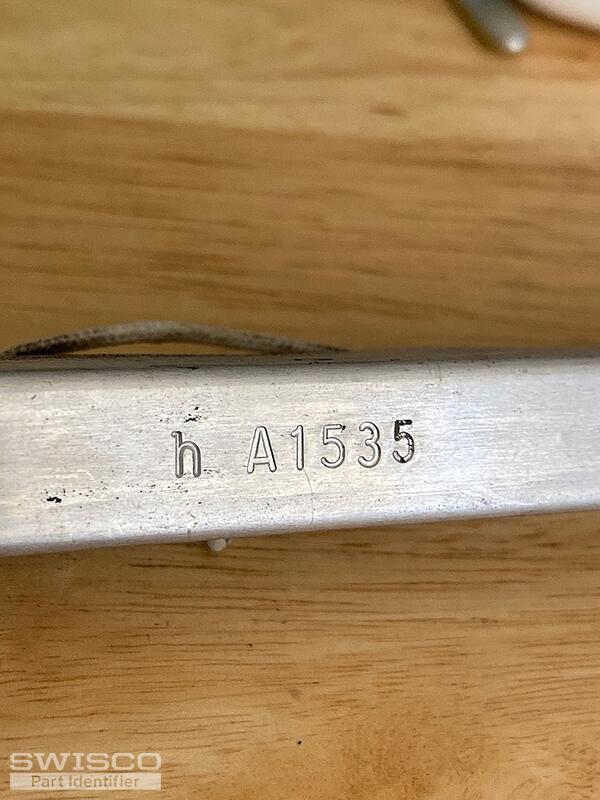 h A1535
SWISCO
Part Identifier